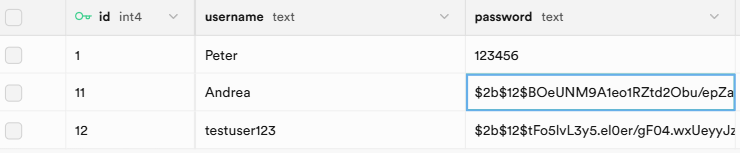 id int4 username text password text
1 Peter 123456
11 Andrea $2b$12$BOeUNM9A1eo1RZtd2Obu/epZa
12 testuser123 $2b$12$tFo5lvL3y5.el0er/gF04.wxUeyyJz